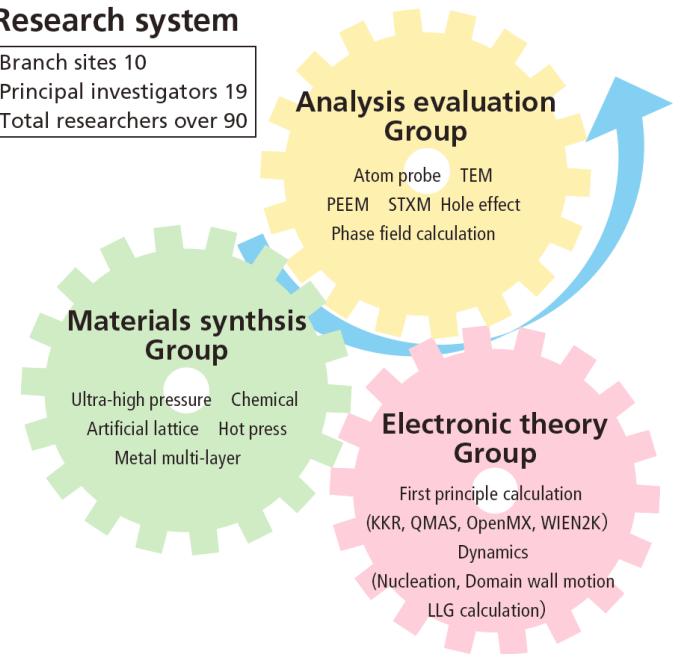 Research system
Branch sites 10
Principal investigators 19
Total researchers over 90
Analysis evaluation
Group
Atom probe TEM
PEEM STXM Hole effect
Phase field calculation
Materials synthsis
Group
Ultra-high pressure Chemical
Artificial lattice Hot press
Metal multi-layer
Electronic theory
Group
First principle calculation
(KKR, QMAS, OpenMX, WIEN2K)
Dynamics
(Nucleation, Domain wall motion
LLG calculation)